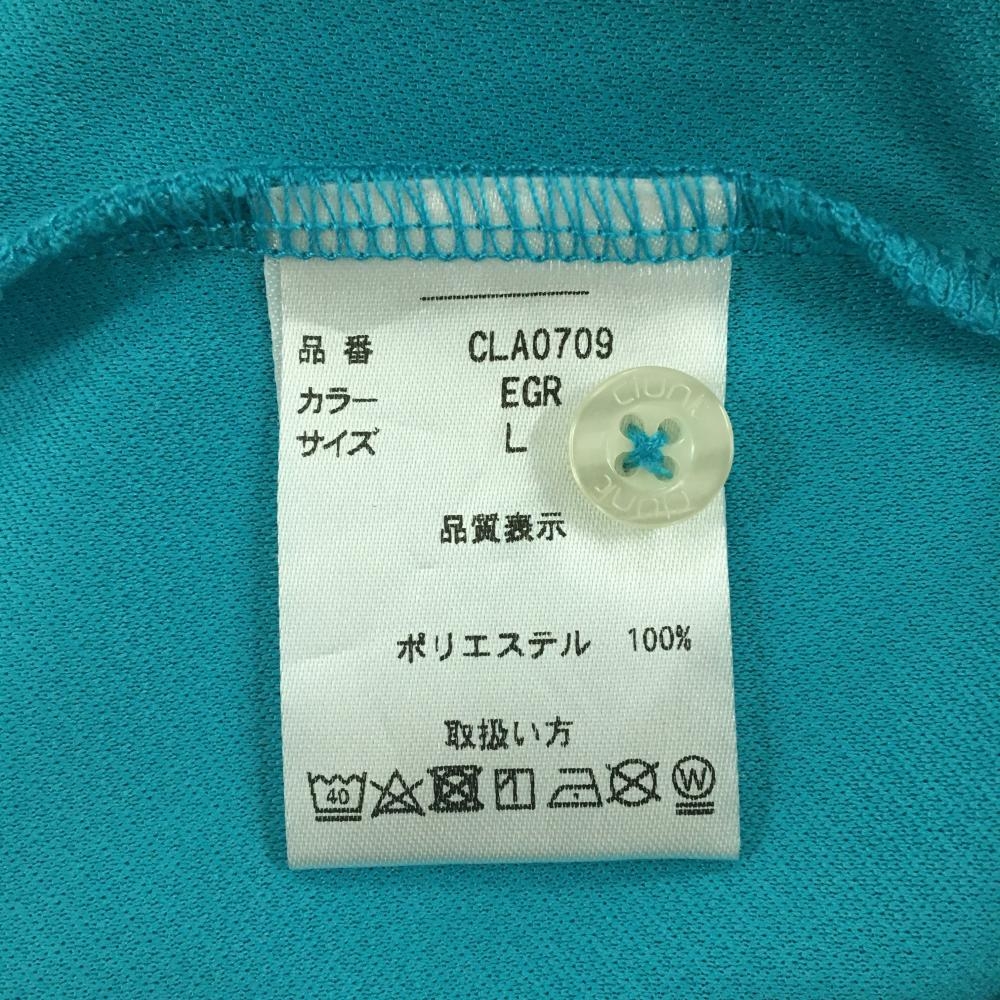 品番 CLA0709
カラー EGR
サイズ L
品質表示
ポリエステル 100%
取扱い方
40 W